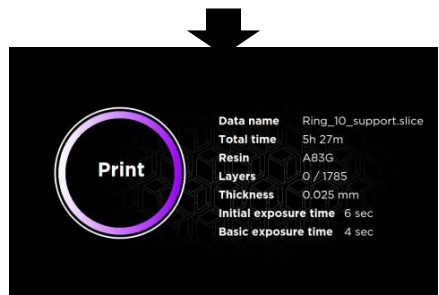 Print
Data name Ring_10_support.slice
Total time 5h 27m
Resin A83G
Layers 0 / 1785
Thickness 0.025 mm
Initial exposure time 6 sec
Basic exposure time 4 sec